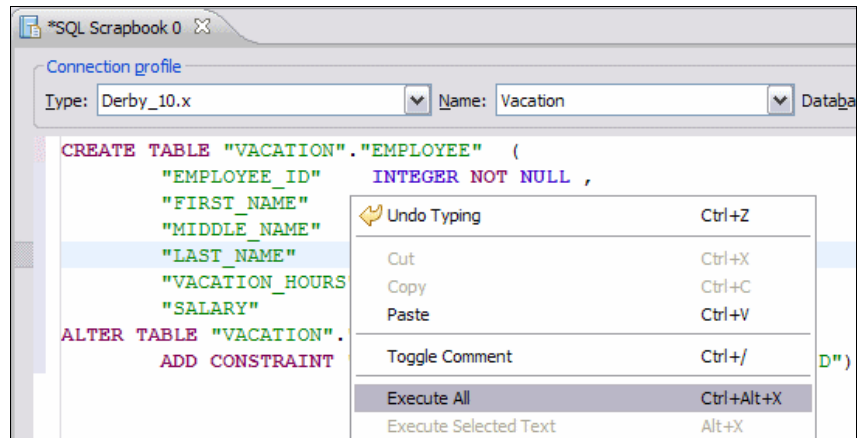 *SQL Scrapbook 0
Connection profile
Type: Derby_10.x Name: Vacation Databa
CREATE TABLE "VACATION"."EMPLOYEE" (
"EMPLOYEE_ID" INTEGER NOT NULL ,
"FIRST_NAME"
Undo Typing Ctrl+Z
"MIDDLE_NAME"
"LAST_NAME"
Cut Ctrl+X
"VACATION_HOURS
Copy Ctrl+C
"SALARY"
Paste Ctrl+V
ALTER TABLE "VACATION".
ADD CONSTRAINT D")
Toggle Comment Ctrl+/
Execute All Ctrl+Alt+X
Execute Selected Text Alt+X